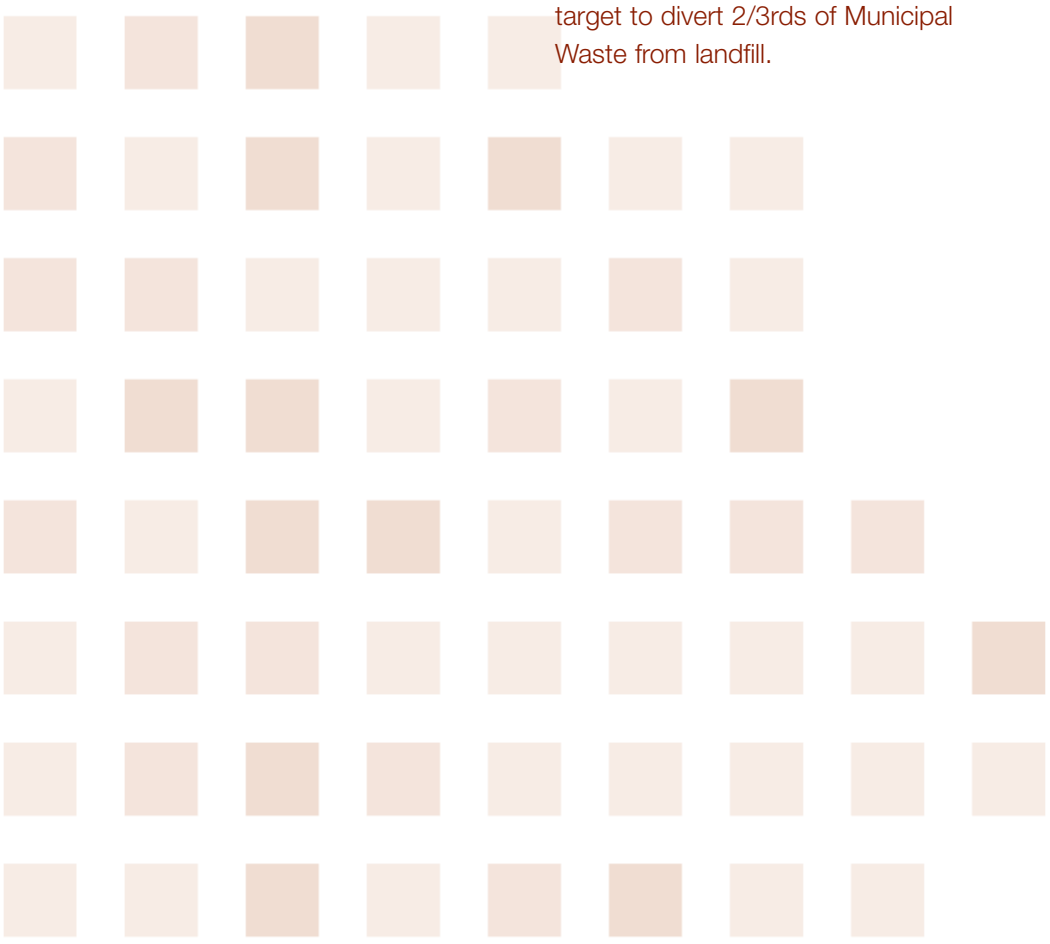 target to divert 2/3rds of Municipal
Waste from landfill.